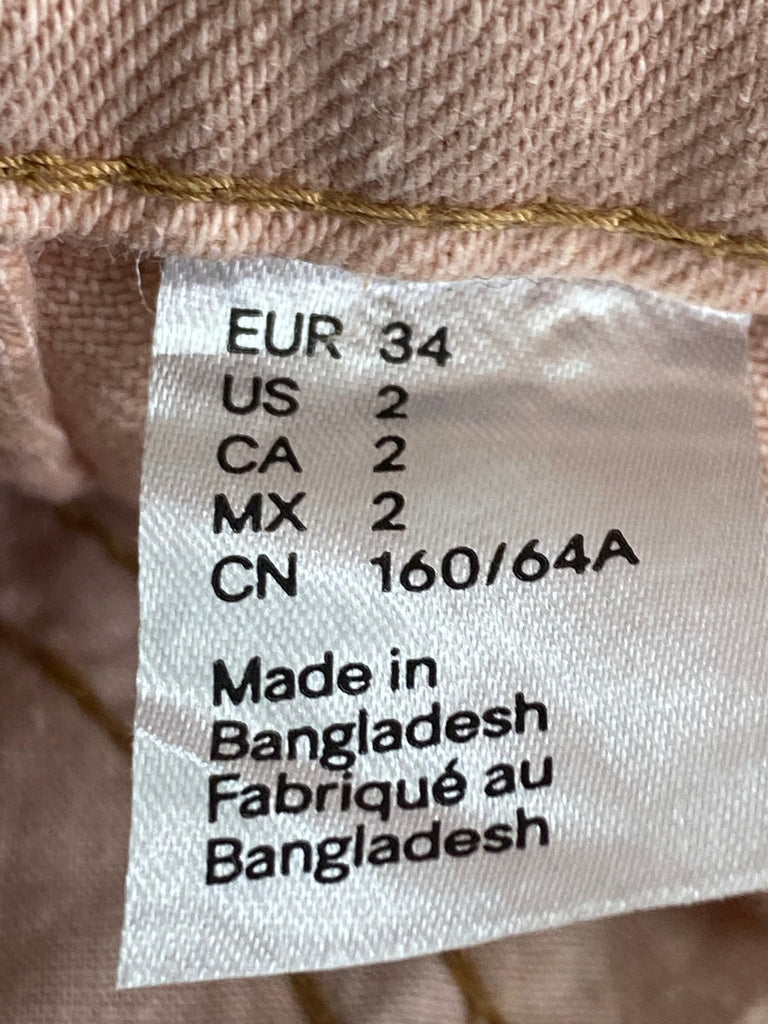 EUR 34
US 2
CA 2
MX 2
CN 160/64A
Made in
Bangladesh
Fabriqué au
Bangladesh